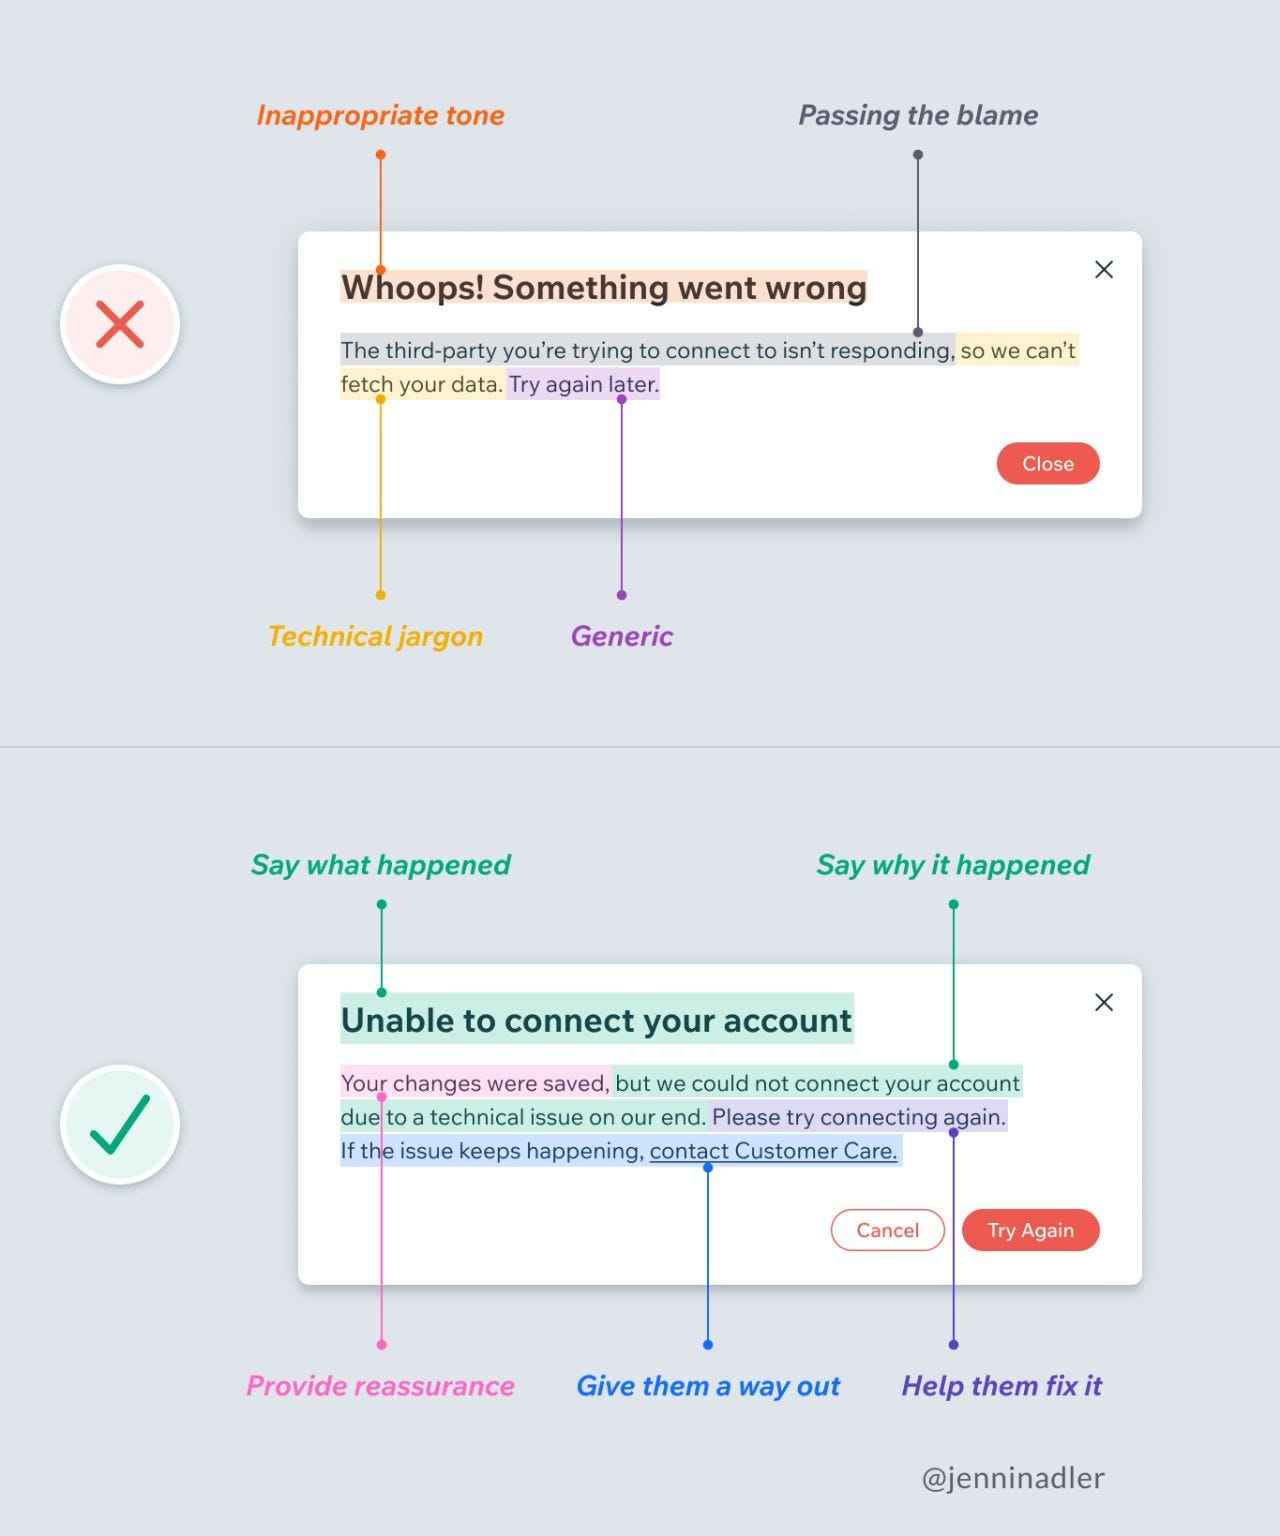 Inappropriate tone
Passing the blame
Whoops! Something went wrong
The third-party you’re trying to connect to isn’t responding, so we can’t
fetch your data. Try again later.
Close
Technical jargon
Generic
Say what happened
Say why it happened
Unable to connect your account
Your changes were saved, but we could not connect your account
due to a technical issue on our end. Please try connecting again.
If the issue keeps happening, contact Customer Care.
Cancel
Try Again
Provide reassurance
Give them a way out
Help them fix it
@jenninadler